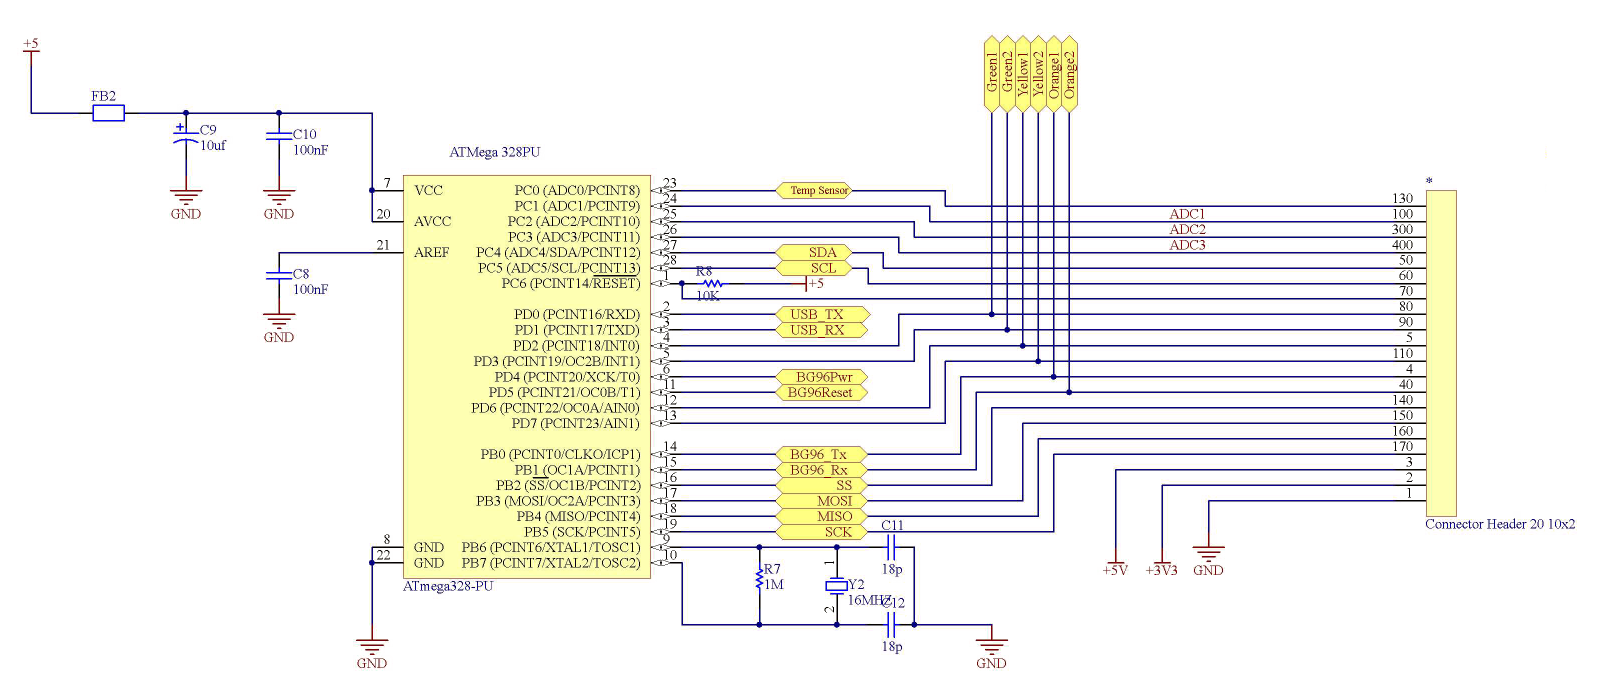 +5
FB2
C9
10uf
C10
100nF
GND
GND
C8
100nF
GND
ATMega 328PU
7
VCC
20
AVCC
21
AREF
8
GND
22
GND
GND
PC0 (ADC0/PCINT8)
23
PC1 (ADC1/PCINT9)
24
PC2 (ADC2/PCINT10)
25
PC3 (ADC3/PCINT11)
26
PC4 (ADC4/SDA/PCINT12)
27
PC5 (ADC5/SCL/PCINT13)
28
PC6 (PCINT14/RESET)
1
PD0 (PCINT16/RXD)
2
PD1 (PCINT17/TXD)
3
PD2 (PCINT18/INT0)
4
PD3 (PCINT19/OC2B/INT1)
5
PD4 (PCINT20/XCK/T0)
6
PD5 (PCINT21/OC0B/T1)
11
PD6 (PCINT22/OC0A/AIN0)
12
PD7 (PCINT23/AIN1)
13
PB0 (PCINT0/CLKO/ICP1)
14
PB1 (OC1A/PCINT1)
15
PB2 (SS/OC1B/PCINT2)
16
PB3 (MOSI/OC2A/PCINT3)
17
PB4 (MISO/PCINT4)
18
PB5 (SCK/PCINT5)
19
PB6 (PCINT6/XTAL1/TOSC1)
9
PB7 (PCINT7/XTAL2/TOSC2)
10
ATmega328-PU
Temp Sensor
SDA
SCL
R8
10K
+5
USB_TX
USB_RX
BG96Pwr
BG96Reset
BG96_Tx
BG96_Rx
SS
MOSI
MISO
SCK
R7
1M
1
Y2
16MHZ
2
C11
18p
C12
18p
GND
Green1
Green2
Yellow1
Yellow2
Orange1
Orange2
ADC1
ADC2
ADC3
*
130
100
300
400
50
60
70
80
90
5
110
4
40
140
150
160
170
3
2
1
Connector Header 20 10x2
+5V
+3V3
GND